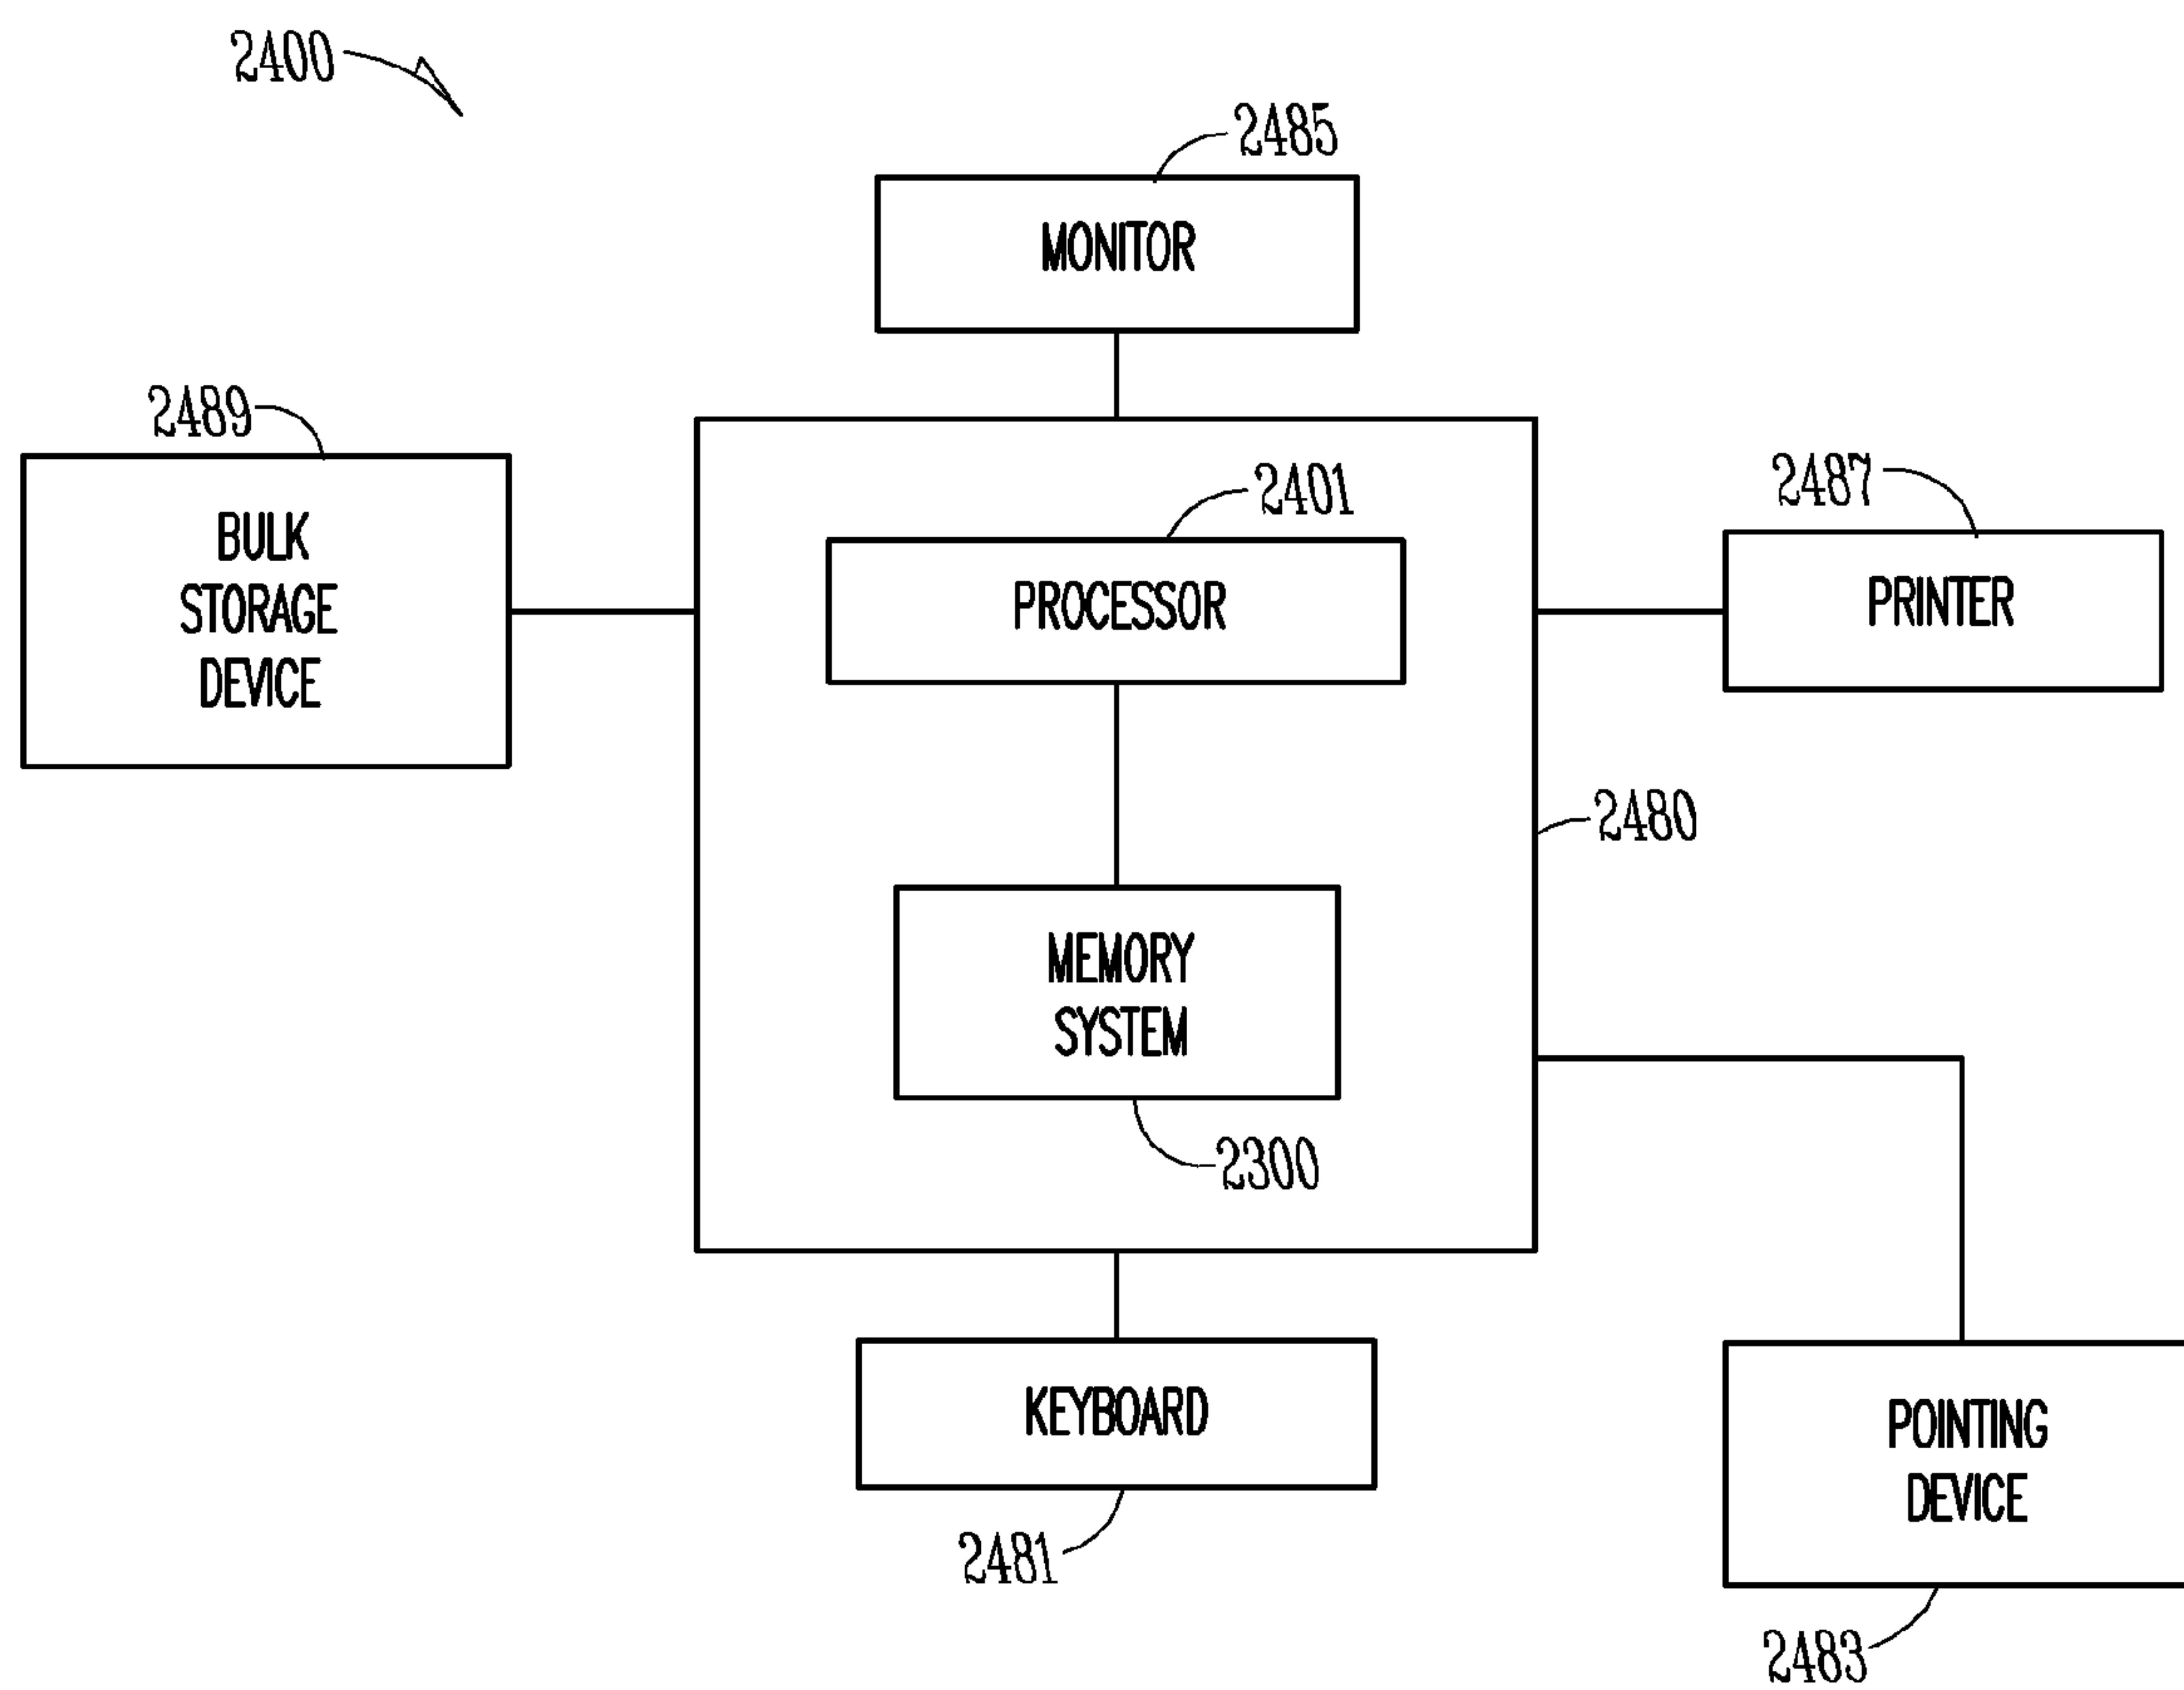 2400
2485
MONITOR
2489
BULK
STORAGE
DEVICE
2401
PROCESSOR
2487
PRINTER
2480
MEMORY
SYSTEM
2300
KEYBOARD
2481
POINTING
DEVICE
2483